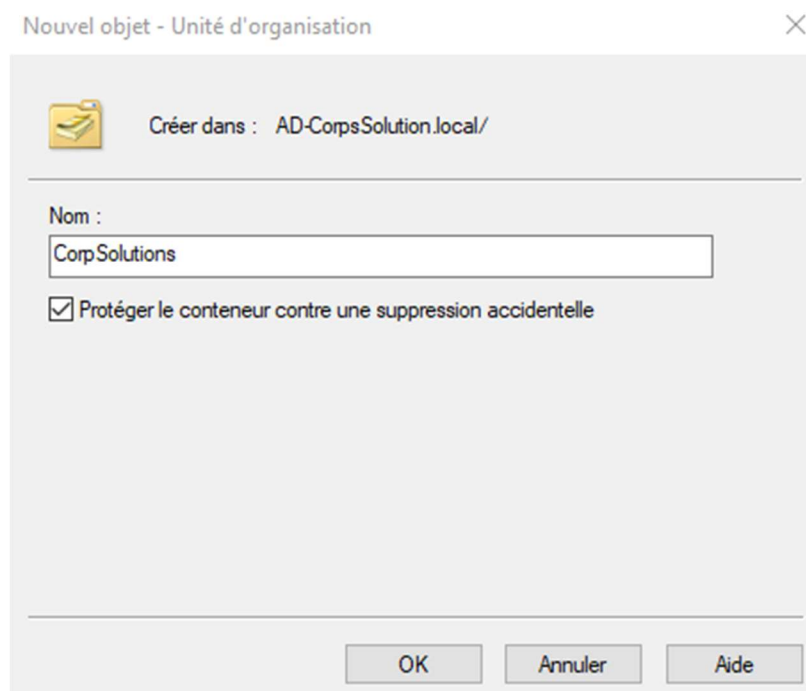 Nouvel objet - Unité d'organisation
Créer dans : AD-CorpsSolution.local/
Nom :
CorpSolutions
Protéger le conteneur contre une suppression accidentelle
OK Annuler Aide